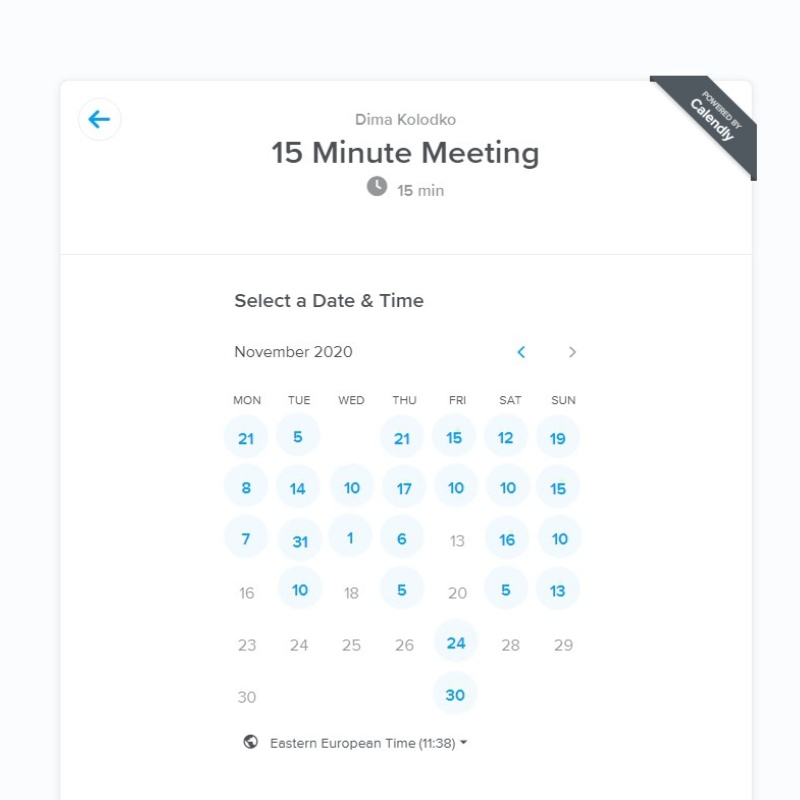 POWERED BY
Calendly
Dima Kolodko
15 Minute Meeting
15 min
Select a Date & Time
November 2020
MON TUE WED THU FRI SAT SUN
21 5 21 15 12 19
8 14 10 17 10 10 15
7 31 1 6 13 16 10
16 10 18 5 20 5 13
23 24 25 26 24 28 29
30 30
Eastern European Time (11:38)